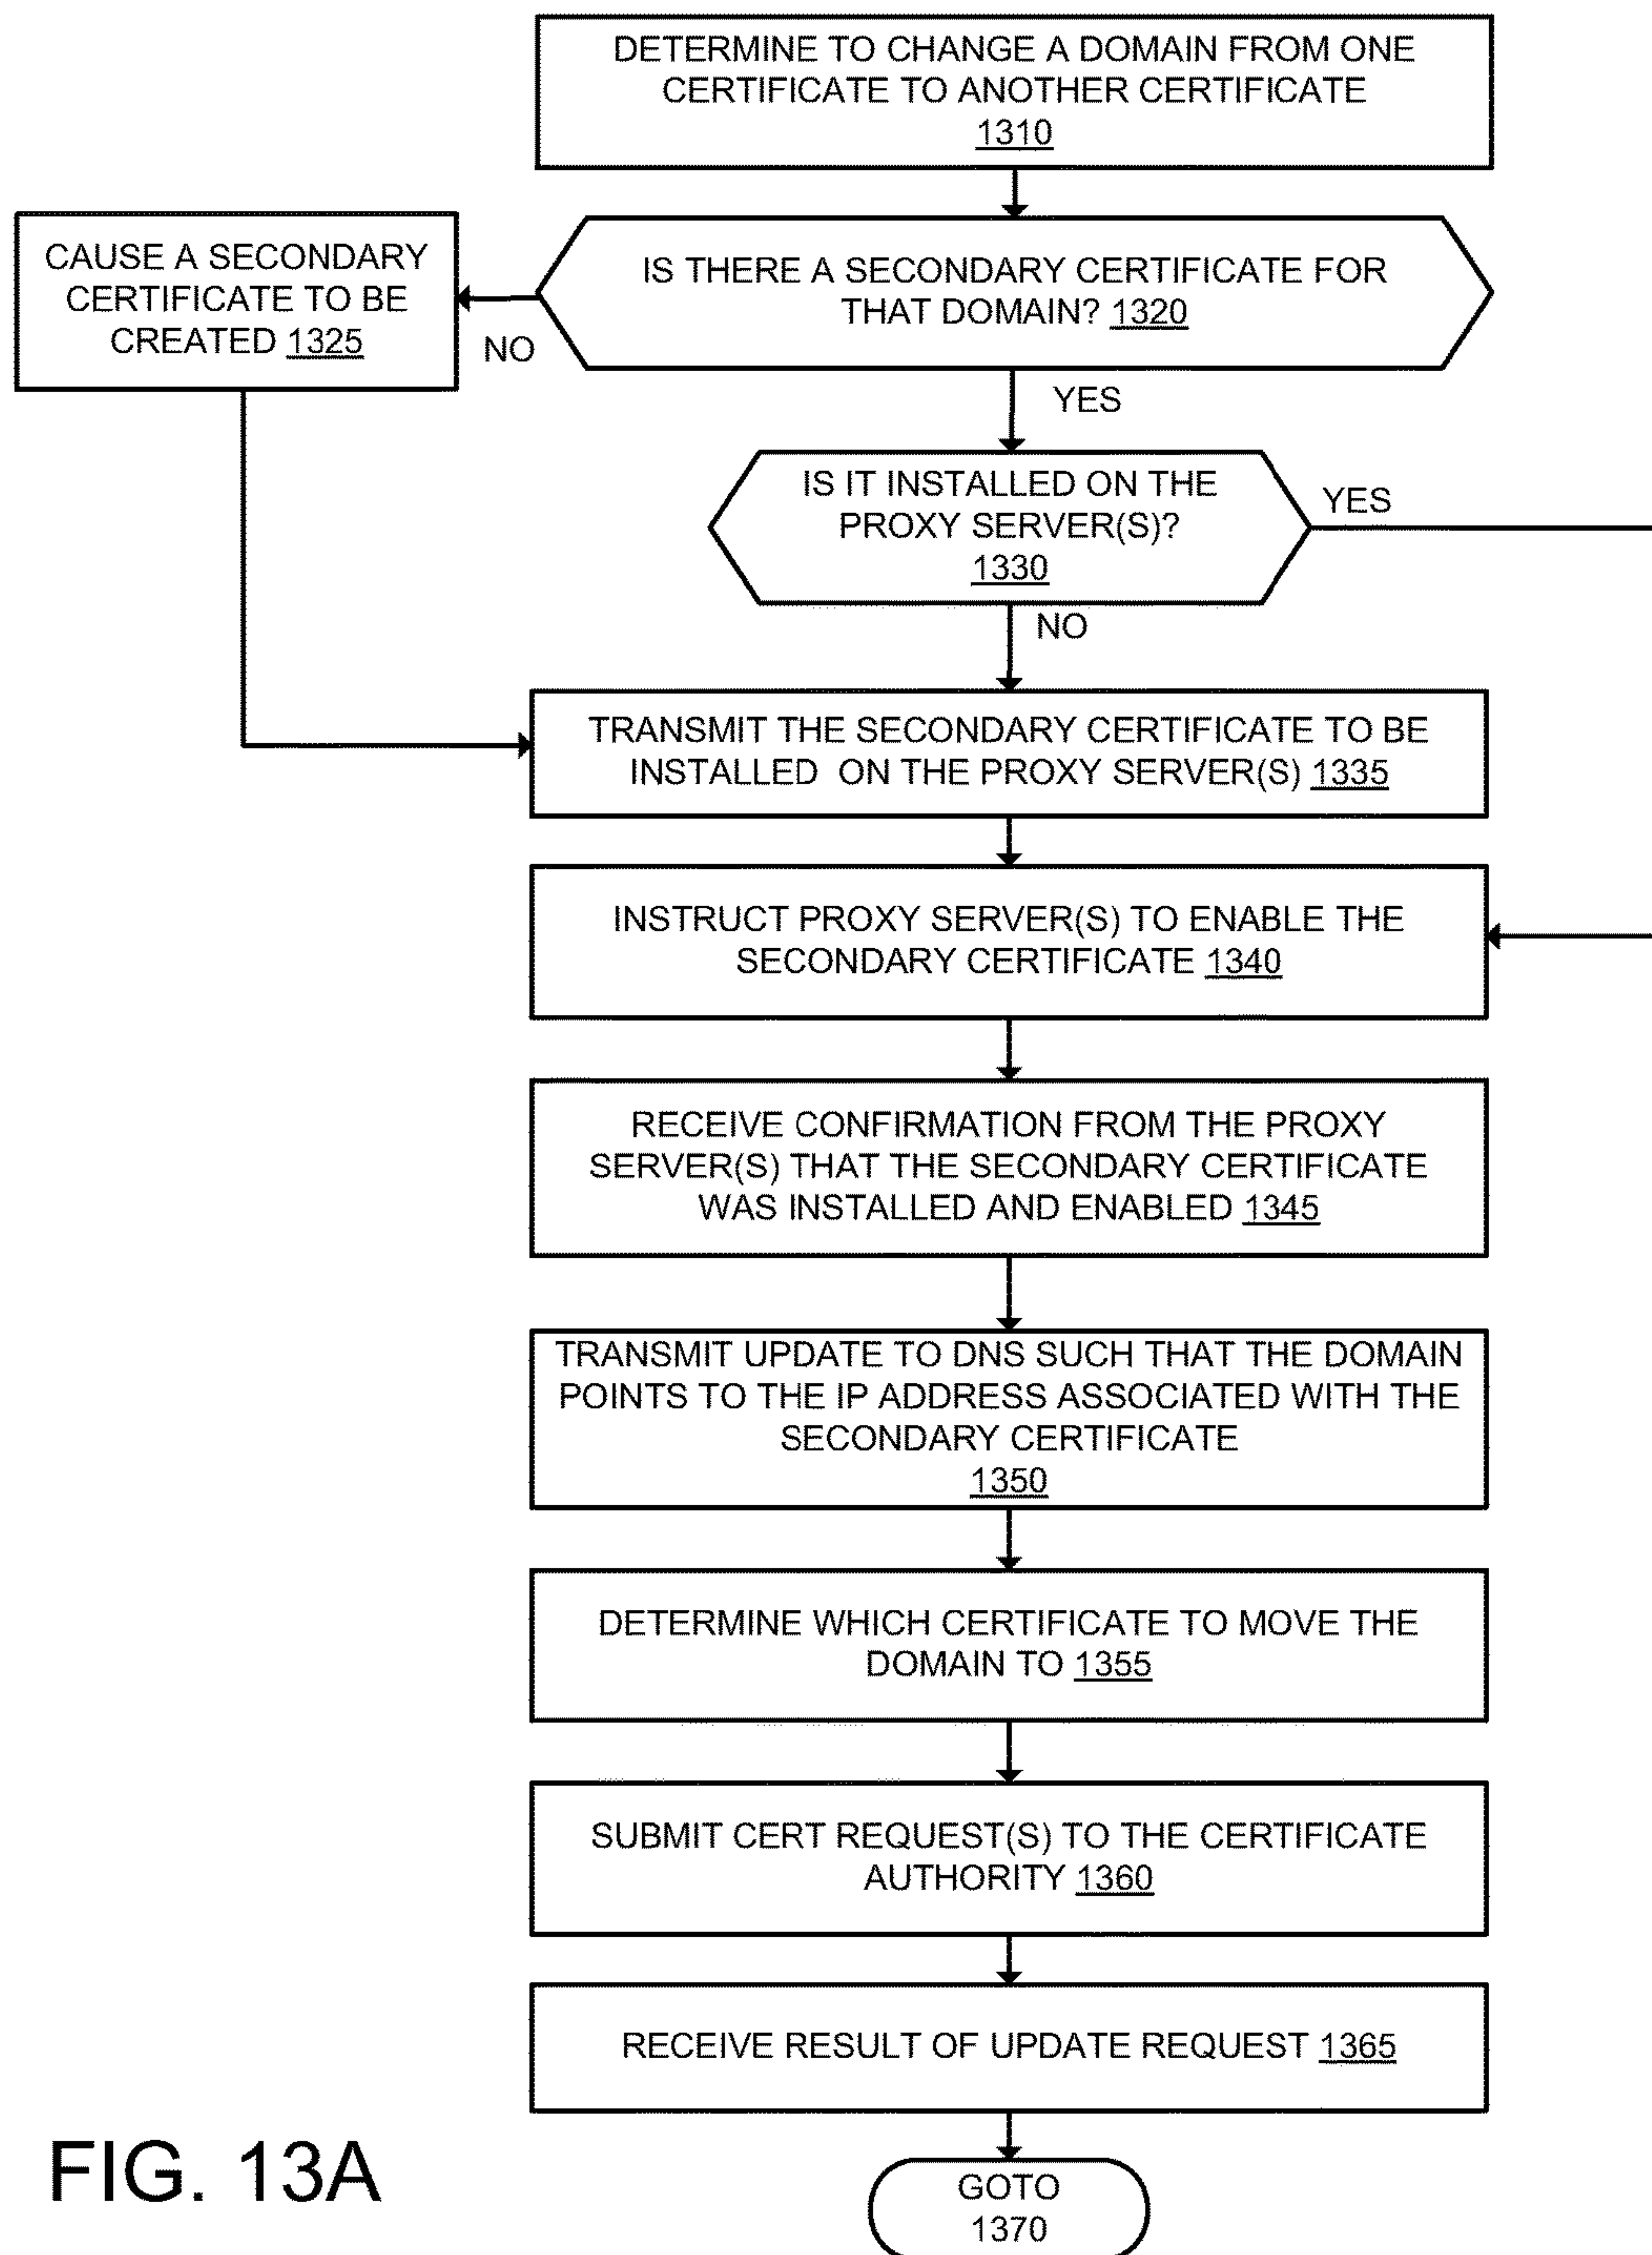 DETERMINE TO CHANGE A DOMAIN FROM ONE
CERTIFICATE TO ANOTHER CERTIFICATE
1310
CAUSE A SECONDARY
CERTIFICATE TO BE
CREATED 1325
NO
IS THERE A SECONDARY CERTIFICATE FOR
THAT DOMAIN? 1320
YES
IS IT INSTALLED ON THE
PROXY SERVER(S)?
1330
YES
NO
TRANSMIT THE SECONDARY CERTIFICATE TO BE
INSTALLED ON THE PROXY SERVER(S) 1335
INSTRUCT PROXY SERVER(S) TO ENABLE THE
SECONDARY CERTIFICATE 1340
RECEIVE CONFIRMATION FROM THE PROXY
SERVER(S) THAT THE SECONDARY CERTIFICATE
WAS INSTALLED AND ENABLED 1345
TRANSMIT UPDATE TO DNS SUCH THAT THE DOMAIN
POINTS TO THE IP ADDRESS ASSOCIATED WITH THE
SECONDARY CERTIFICATE
1350
DETERMINE WHICH CERTIFICATE TO MOVE THE
DOMAIN TO 1355
SUBMIT CERT REQUEST(S) TO THE CERTIFICATE
AUTHORITY 1360
RECEIVE RESULT OF UPDATE REQUEST 1365
GOTO
1370
FIG. 13A